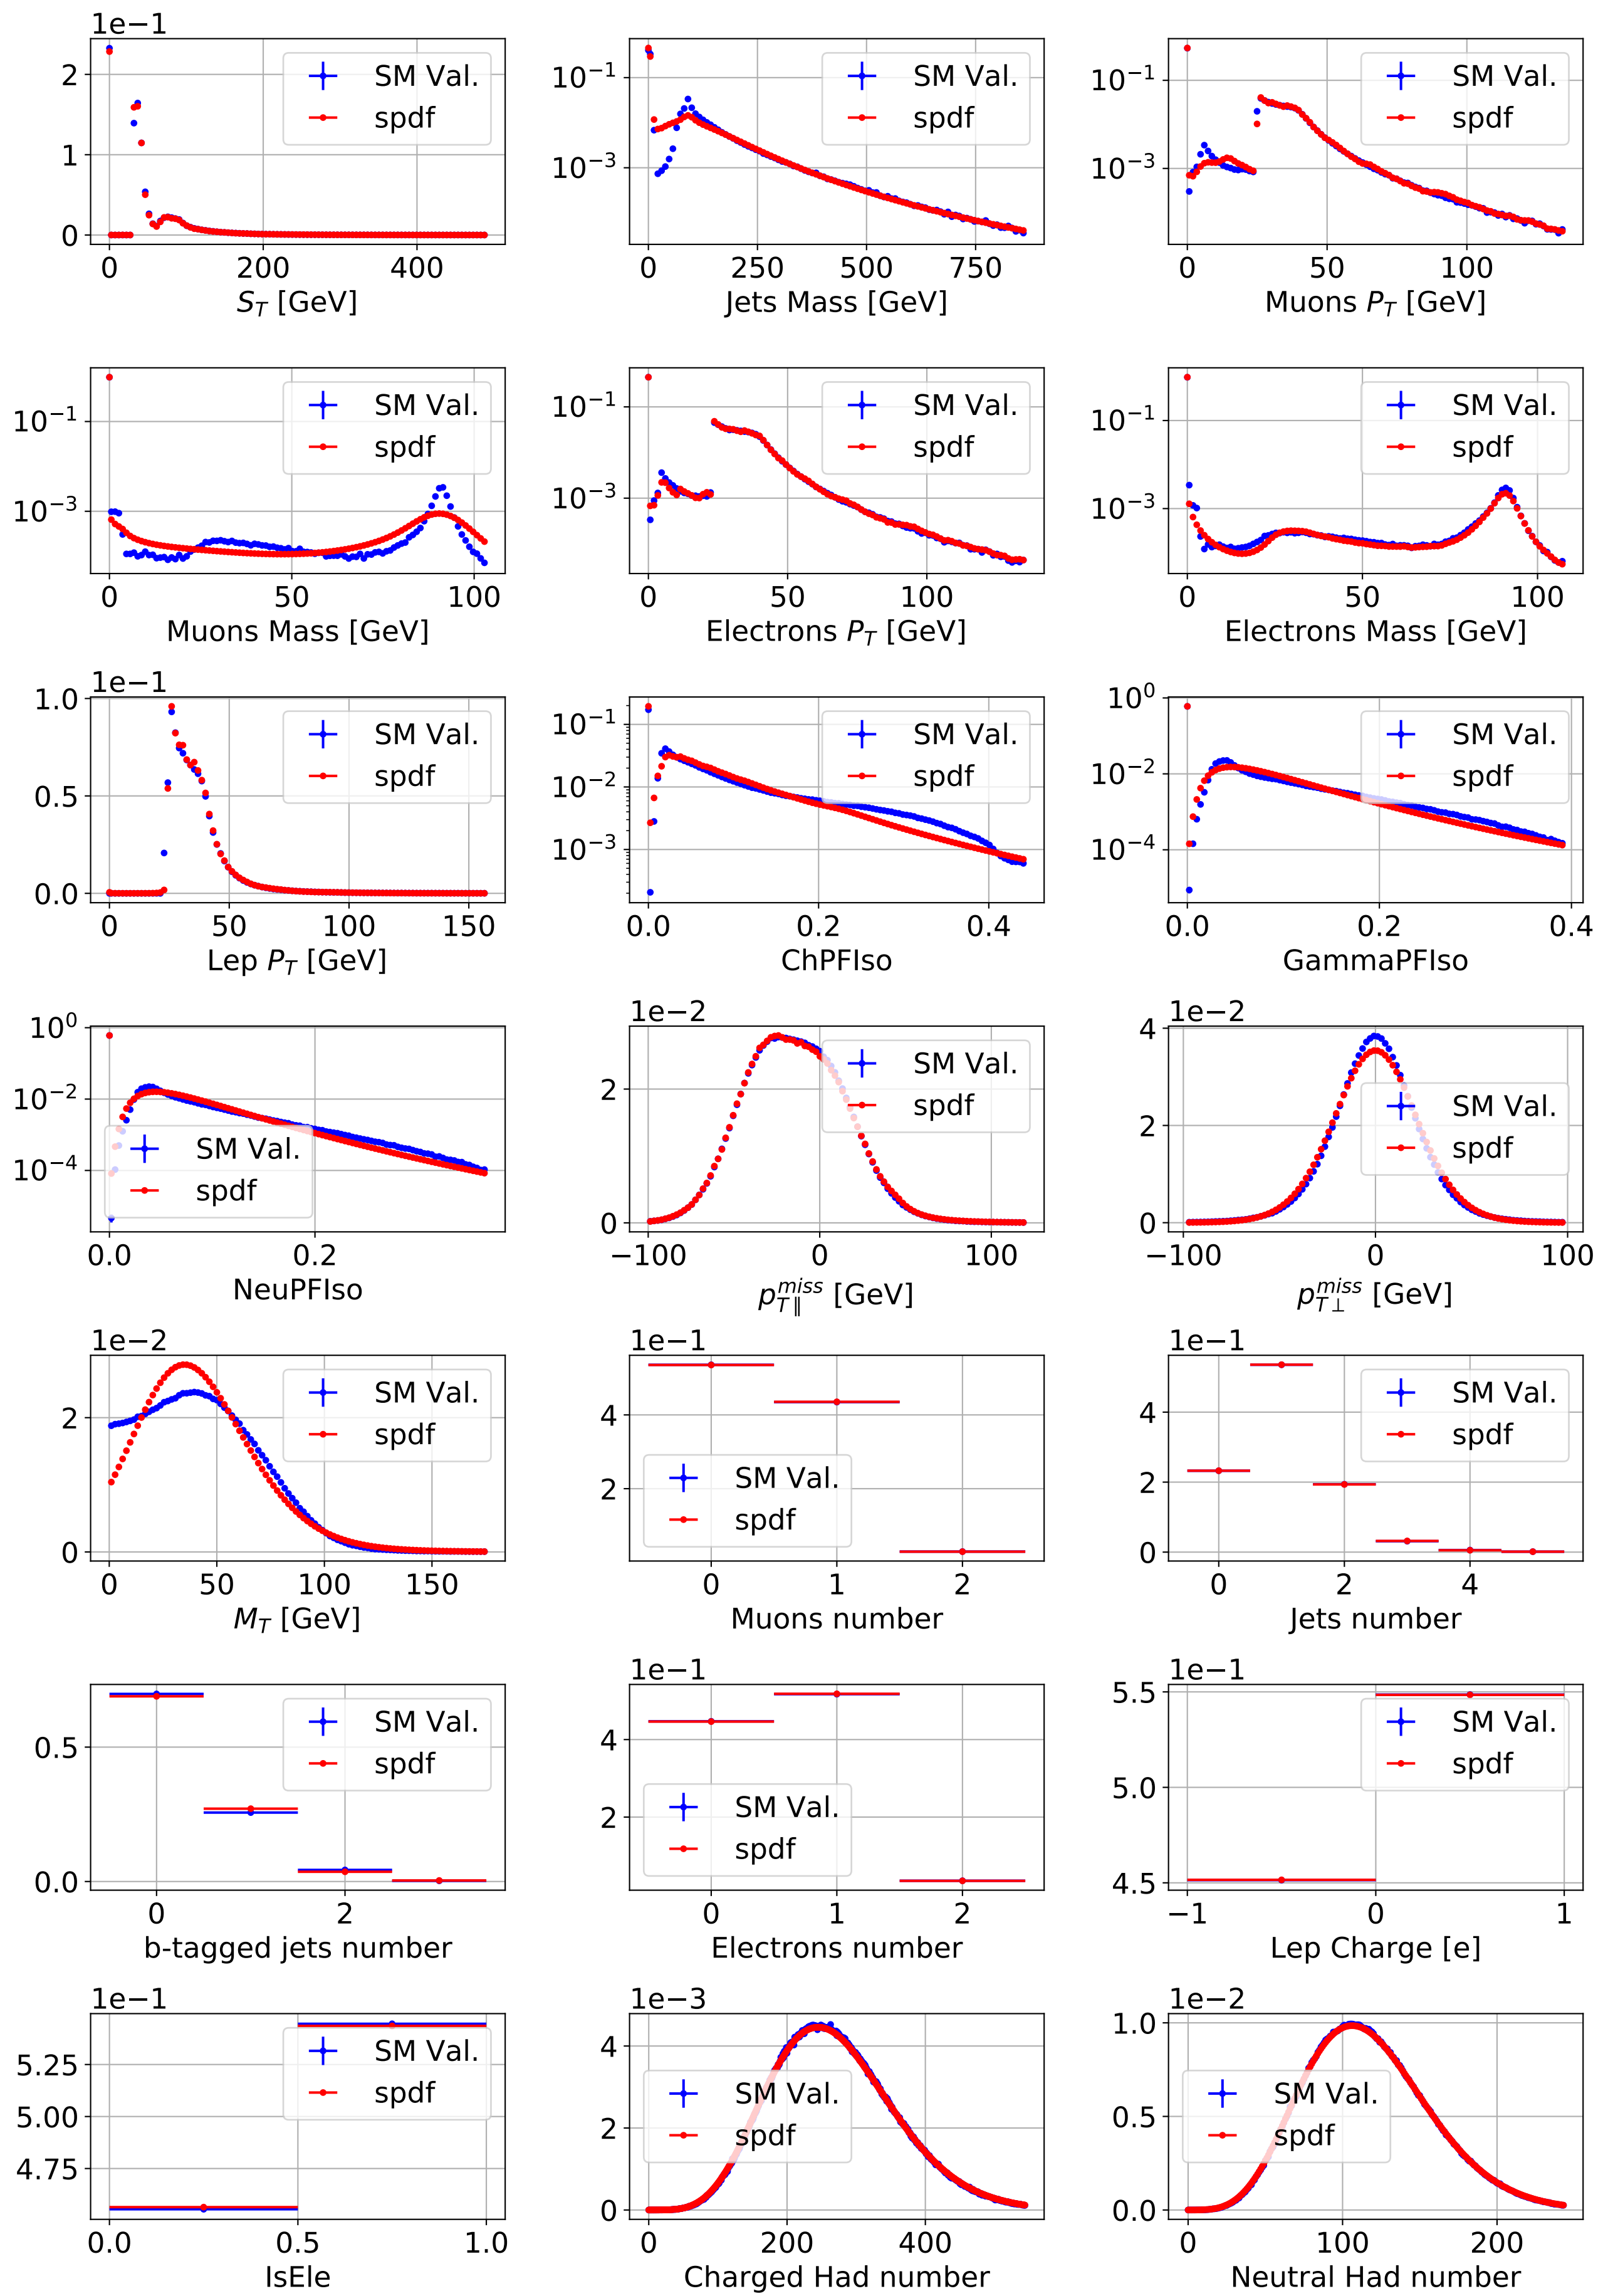 1e−1
2
1
0
SM Val.
spdf
0 200 400
S_T [GeV]
10^−1
10^−3
SM Val.
spdf
0 250 500 750
Jets Mass [GeV]
10^−1
10^−3
SM Val.
spdf
0 50 100
Muons P_T [GeV]
10^−1
10^−3
SM Val.
spdf
0 50 100
Muons Mass [GeV]
10^−1
10^−3
SM Val.
spdf
0 50 100
Electrons P_T [GeV]
10^−1
10^−3
SM Val.
spdf
0 50 100
Electrons Mass [GeV]
1e−1
1.0
0.5
0.0
SM Val.
spdf
0 50 100 150
Lep P_T [GeV]
10^−1
10^−2
10^−3
SM Val.
spdf
0.0 0.2 0.4
ChPFIso
10^0
10^−2
10^−4
SM Val.
spdf
0.0 0.2 0.4
GammaPFIso
10^0
10^−2
10^−4
SM Val.
spdf
0.0 0.2
NeuPFIso
1e−2
2
0
SM Val.
spdf
−100 0 100
p_{T∥}^{miss} [GeV]
1e−2
4
2
0
SM Val.
spdf
−100 0 100
p_{T⊥}^{miss} [GeV]
1e−2
2
0
SM Val.
spdf
0 50 100 150
M_T [GeV]
1e−1
4
2
SM Val.
spdf
0 1 2
Muons number
1e−1
4
2
0
SM Val.
spdf
0 2 4
Jets number
0.5
0.0
SM Val.
spdf
0 2
b-tagged jets number
1e−1
4
2
SM Val.
spdf
0 1 2
Electrons number
1e−1
5.5
5.0
4.5
SM Val.
spdf
−1 0 1
Lep Charge [e]
1e−1
5.25
5.00
4.75
SM Val.
spdf
0.0 0.5 1.0
IsEle
1e−3
4
2
0
SM Val.
spdf
0 200 400
Charged Had number
1e−2
1.0
0.5
0.0
SM Val.
spdf
0 100 200
Neutral Had number